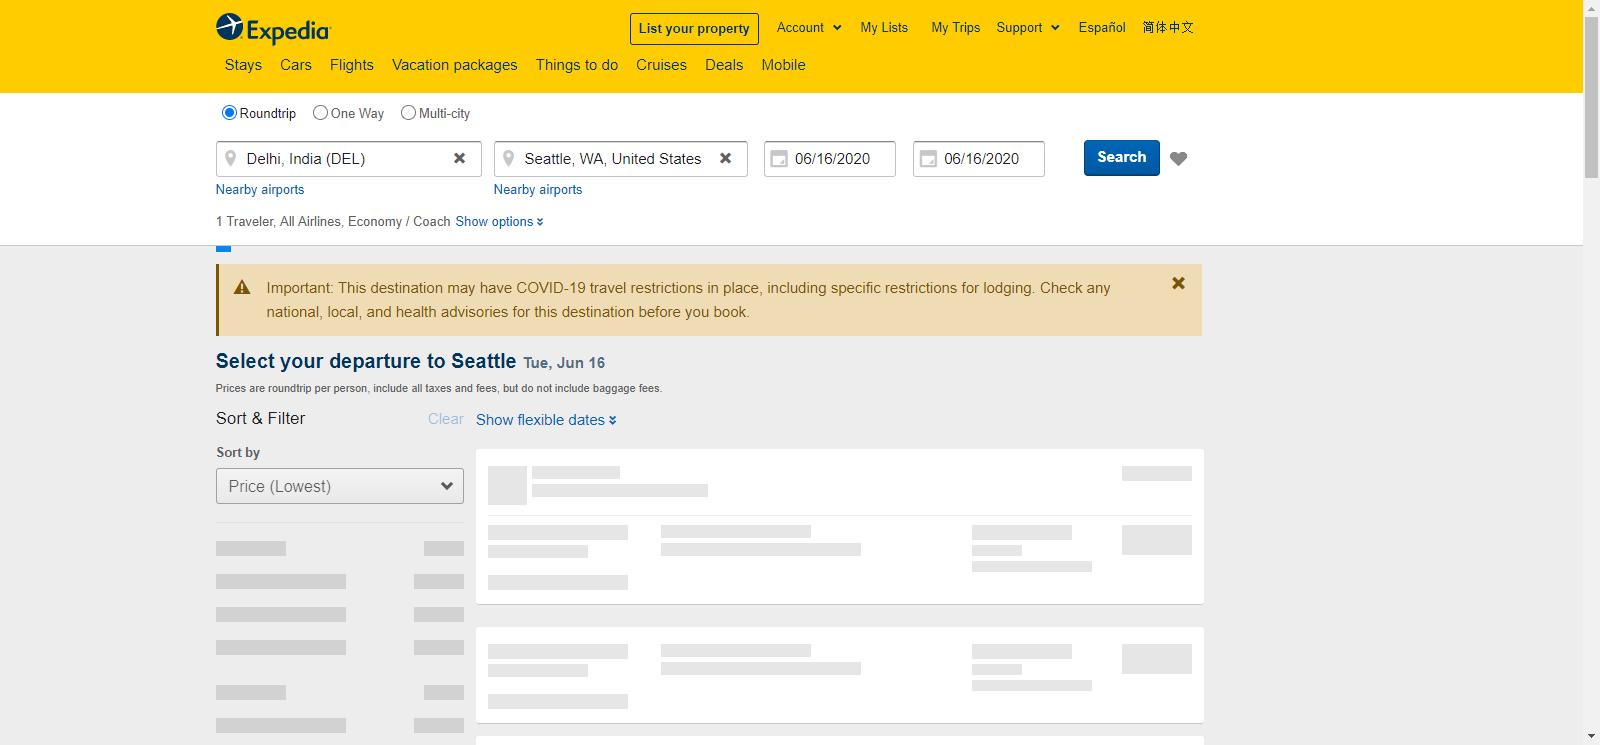 Expedia
List your property
Account
My Lists
My Trips
Support
Español
简体中文
Stays
Cars
Flights
Vacation packages
Things to do
Cruises
Deals
Mobile
Roundtrip
One Way
Multi-city
Delhi, India (DEL)
Seattle, WA, United States
06/16/2020
06/16/2020
Search
Nearby airports
Nearby airports
1 Traveler, All Airlines, Economy / Coach Show options
Important: This destination may have COVID-19 travel restrictions in place, including specific restrictions for lodging. Check any
national, local, and health advisories for this destination before you book.
Select your departure to Seattle Tue, Jun 16
Prices are roundtrip per person, include all taxes and fees, but do not include baggage fees.
Sort & Filter
Clear
Show flexible dates
Sort by
Price (Lowest)